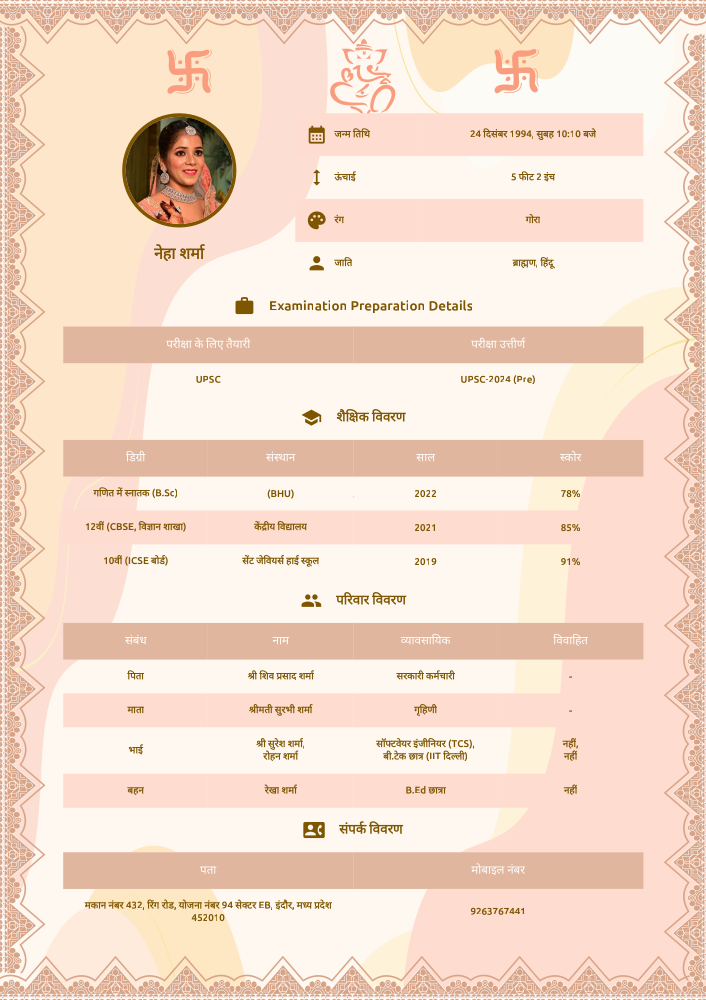 जन्म तिथि 24 दिसंबर 1994, सुबह 10:10 बजे
ऊंचाई 5 फीट 2 इंच
रंग गोरा
जाति ब्राह्मण, हिंदू
नेहा शर्मा
Examination Preparation Details
परीक्षा के लिए तैयारी परीक्षा उत्तीर्ण
UPSC UPSC-2024 (Pre)
शैक्षिक विवरण
डिग्री संस्थान साल स्कोर
गणित में स्नातक (B.Sc) (BHU) 2022 78%
12वीं (CBSE, विज्ञान शाखा) केंद्रीय विद्यालय 2021 85%
10वीं (ICSE बोर्ड) सेंट जेवियर्स हाई स्कूल 2019 91%
परिवार विवरण
संबंध नाम व्यावसायिक विवाहित
पिता श्री शिव प्रसाद शर्मा सरकारी कर्मचारी -
माता श्रीमती सुरभी शर्मा गृहिणी -
भाई श्री सुरेश शर्मा, सॉफ्टवेयर इंजीनियर (TCS), नहीं,
रोहन शर्मा बी.टेक छात्र (IIT दिल्ली) नहीं
बहन रेखा शर्मा B.Ed छात्रा नहीं
संपर्क विवरण
पता मोबाइल नंबर
मकान नंबर 432, रिंग रोड, योजना नंबर 94 सेक्टर EB, इंदौर, मध्य प्रदेश
452010 9263767441